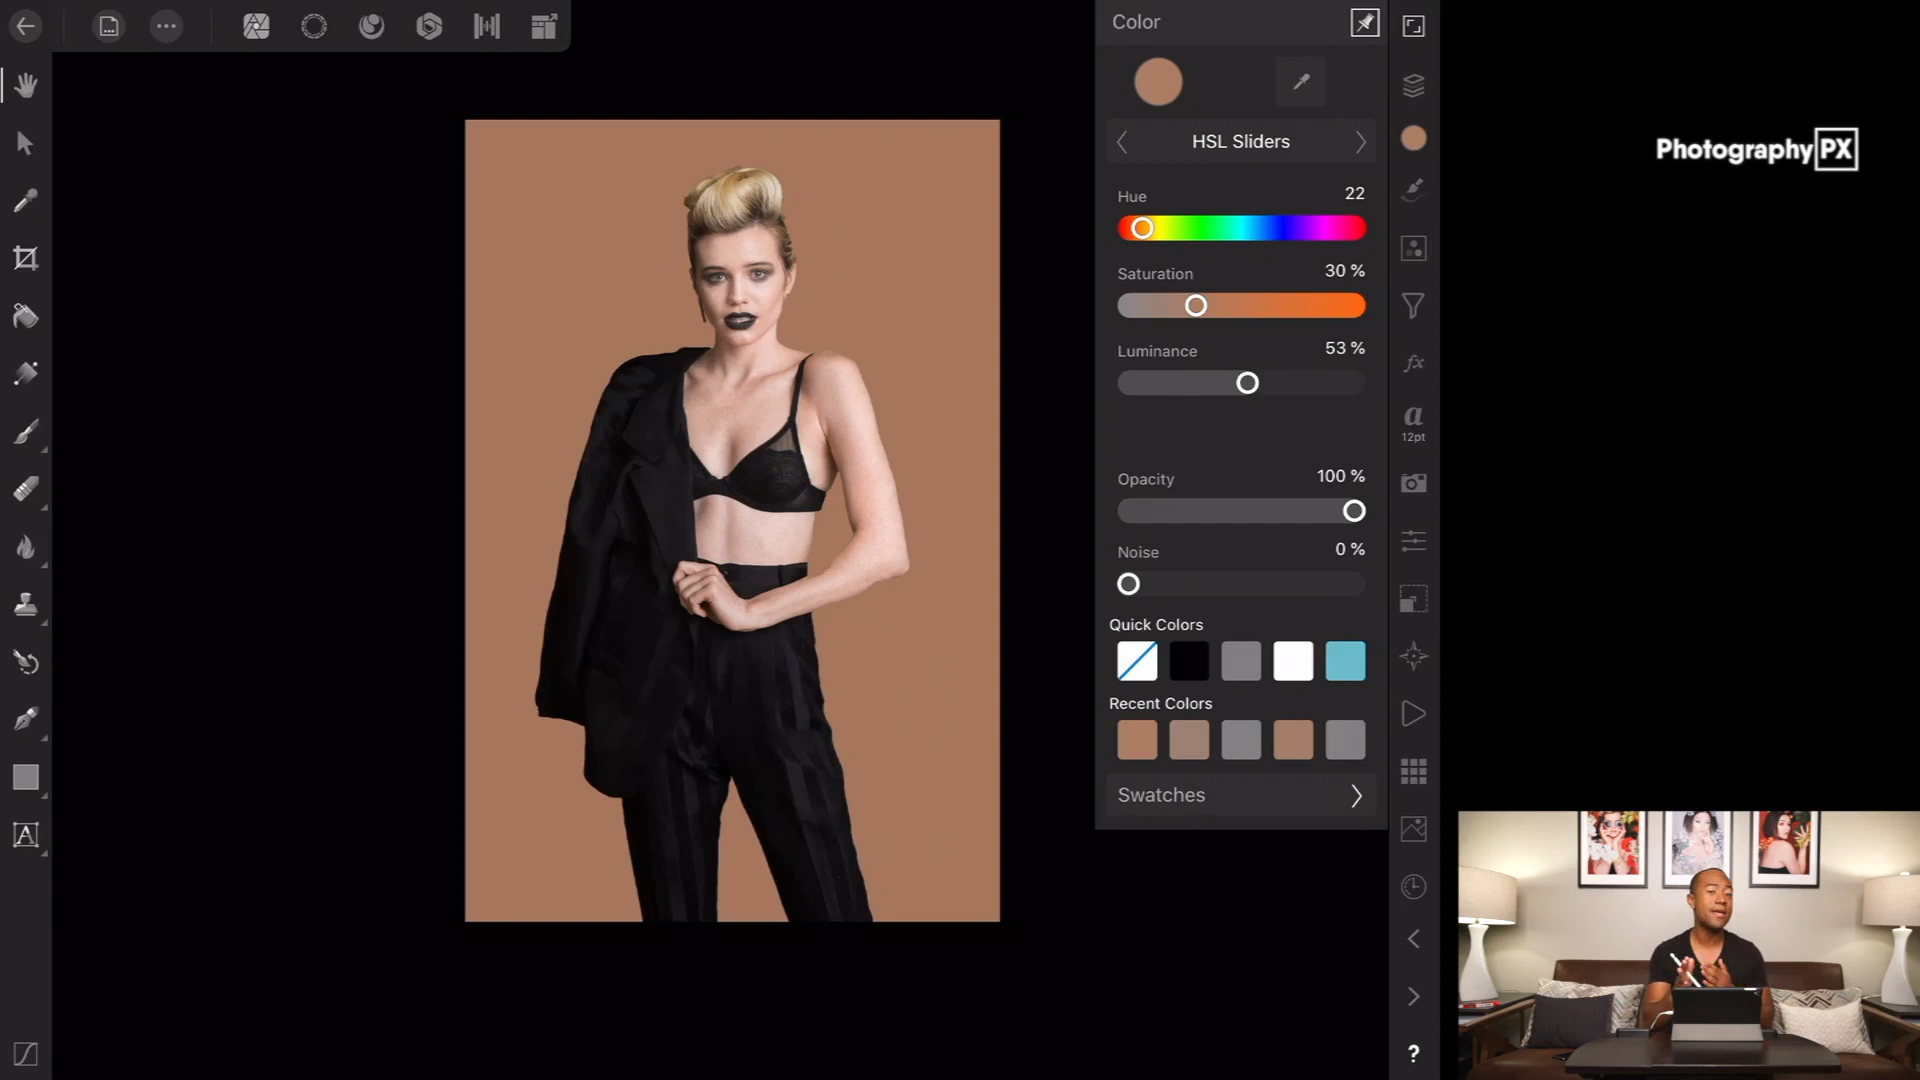 Color
PhotographyPX
HSL Sliders
Hue 22
Saturation 30 %
Luminance 53 %
a
12pt
fx
Opacity 100 %
Noise 0 %
Quick Colors
Recent Colors
Swatches
A
?